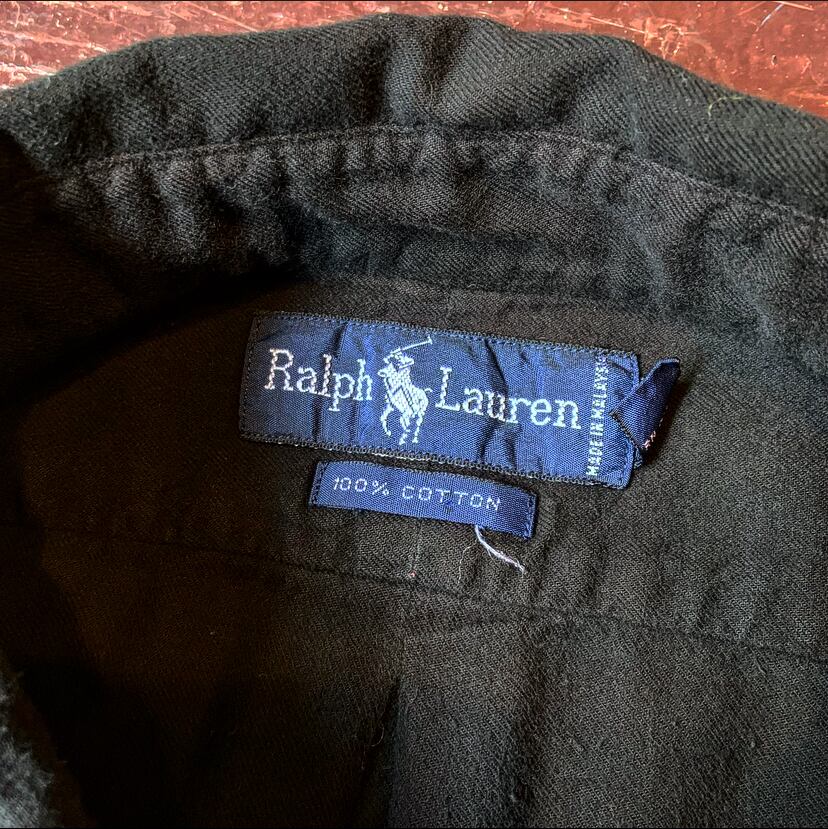 Ralph Lauren
MADE IN MALAYSIA
100% COTTON